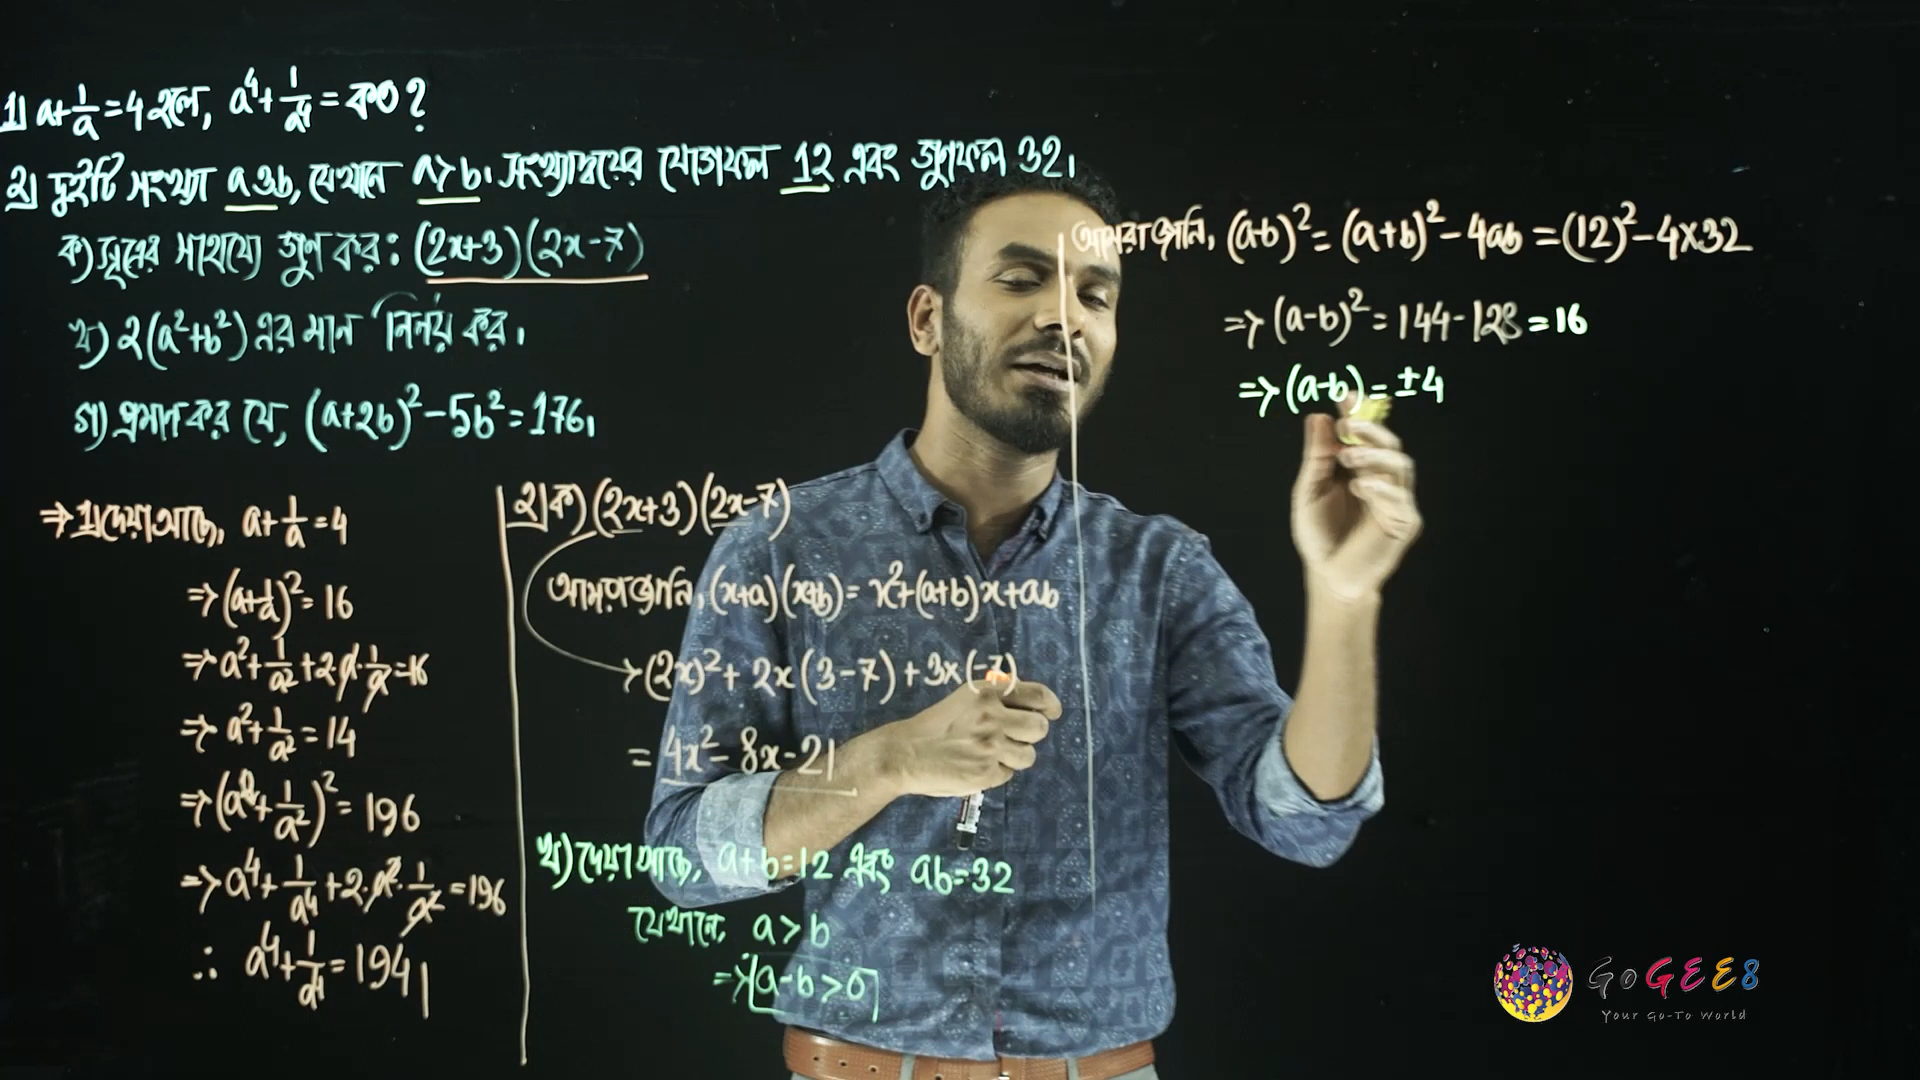 1) a+1/a=4 হলে, a⁴+1/a⁴=কত?
২) দুইটি সংখ্যা a ও b, যেখানে a>b। সংখ্যাদ্বয়ের যোগফল 12 এবং গুণফল 32।
ক) সূত্রের সাহায্যে গুণ কর: (2x+3)(2x-7)
খ) 2(a²+b²) এর মান নির্ণয় কর।
গ) প্রমাণ কর যে, (a+2b)²-5b²=176।
⇒ 1) দেয়া আছে, a+1/a=4
⇒(a+1/a)²=16
⇒a²+1/a²+2·a·1/a=16
⇒a²+1/a²=14
⇒(a²+1/a²)²=196
⇒a⁴+1/a⁴+2·a²·1/a²=196
∴ a⁴+1/a⁴=194।
২) ক) (2x+3)(2x-7)
আমরা জানি, (x+a)(x+b)=x²+(a+b)x+ab
→(2x)²+2x(3-7)+3x(-7)
=4x²-8x-21
খ) দেয়া আছে, a+b=12 এবং ab=32
যেখানে, a>b
⇒a-b>0
আমরা জানি, (a-b)²=(a+b)²-4ab=(12)²-4×32
⇒(a-b)²=144-128=16
⇒(a-b)=±4
GoGEE8
Your Go-To World